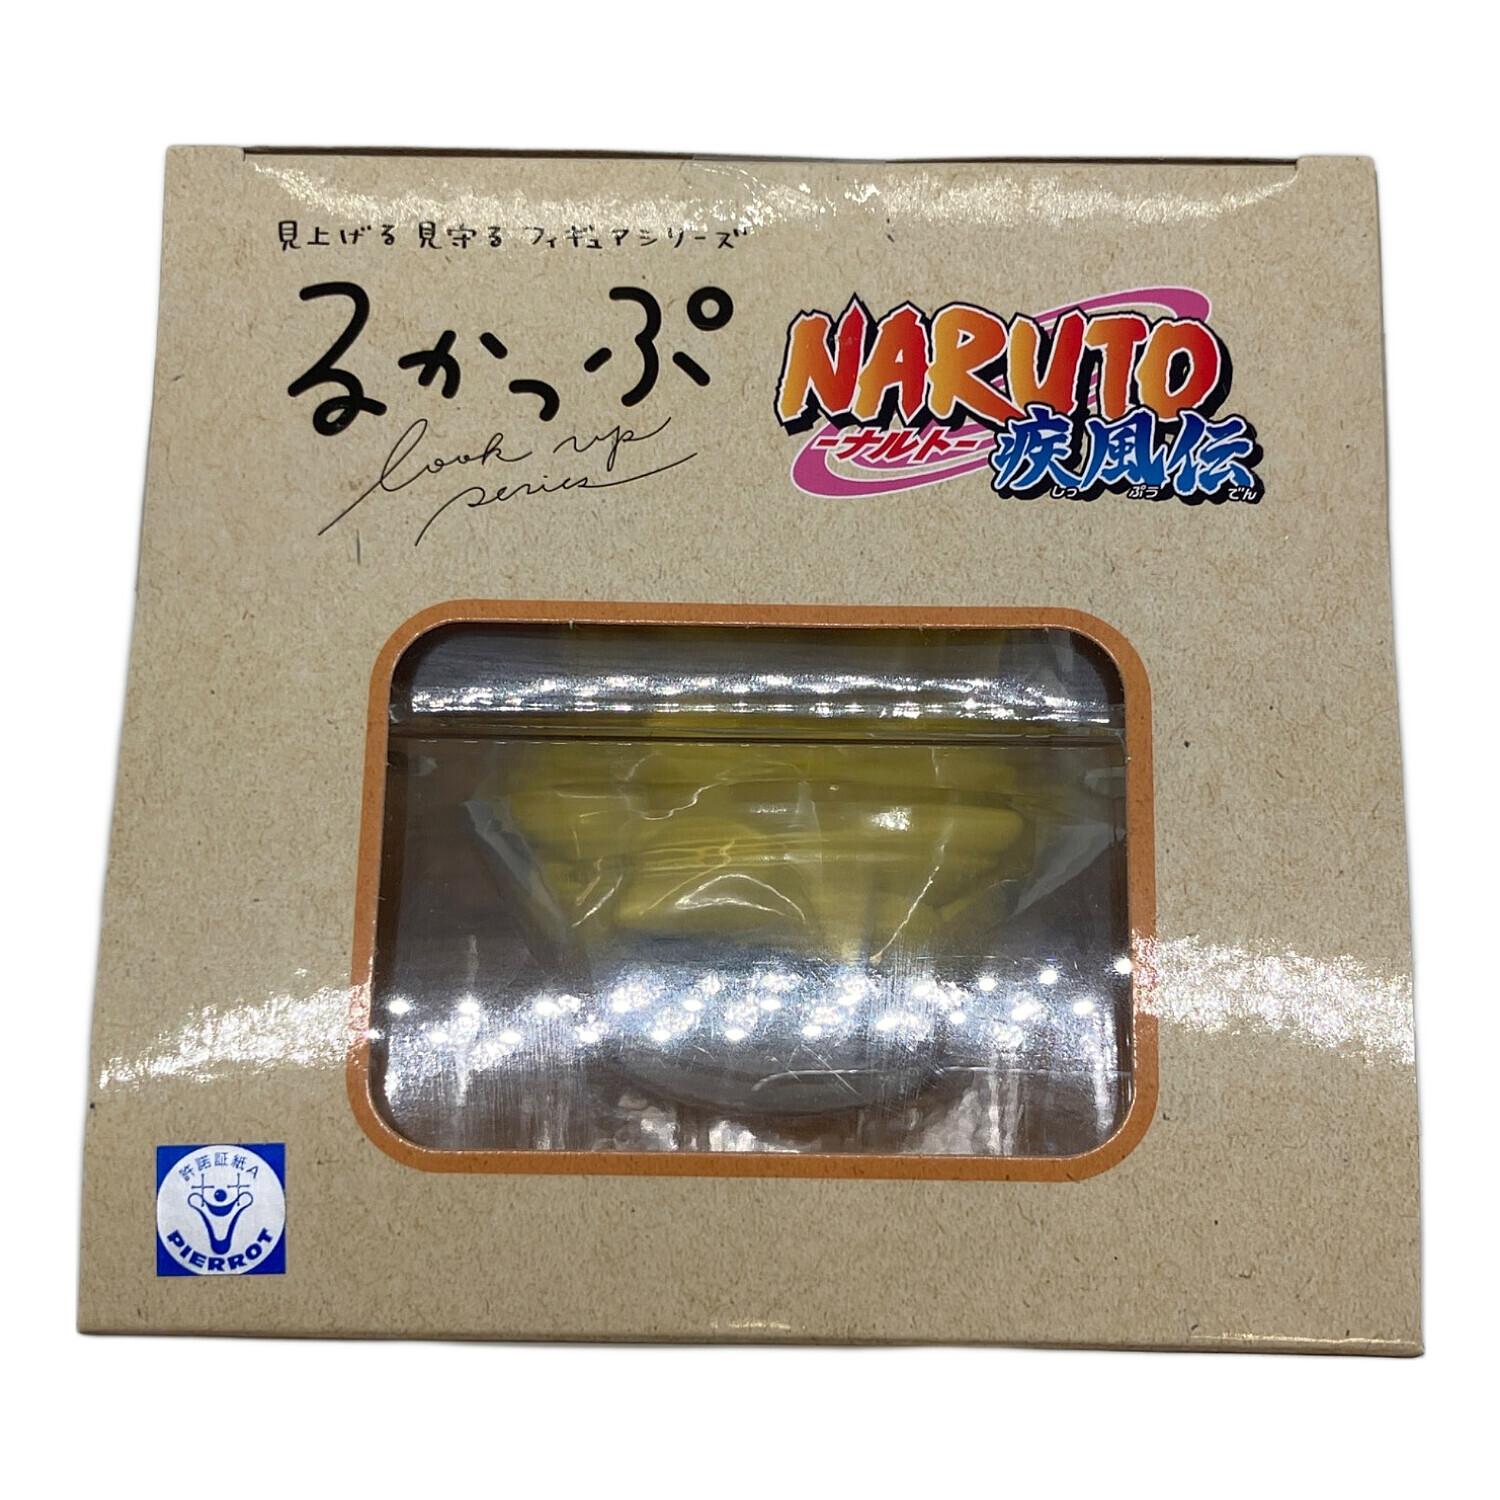 見上げる 見守る フィギュアシリーズ
るかっぷ
look up
series
NARUTO
-ナルト-
疾風伝
しっ ぷう でん
許諾証紙A
PIERROT